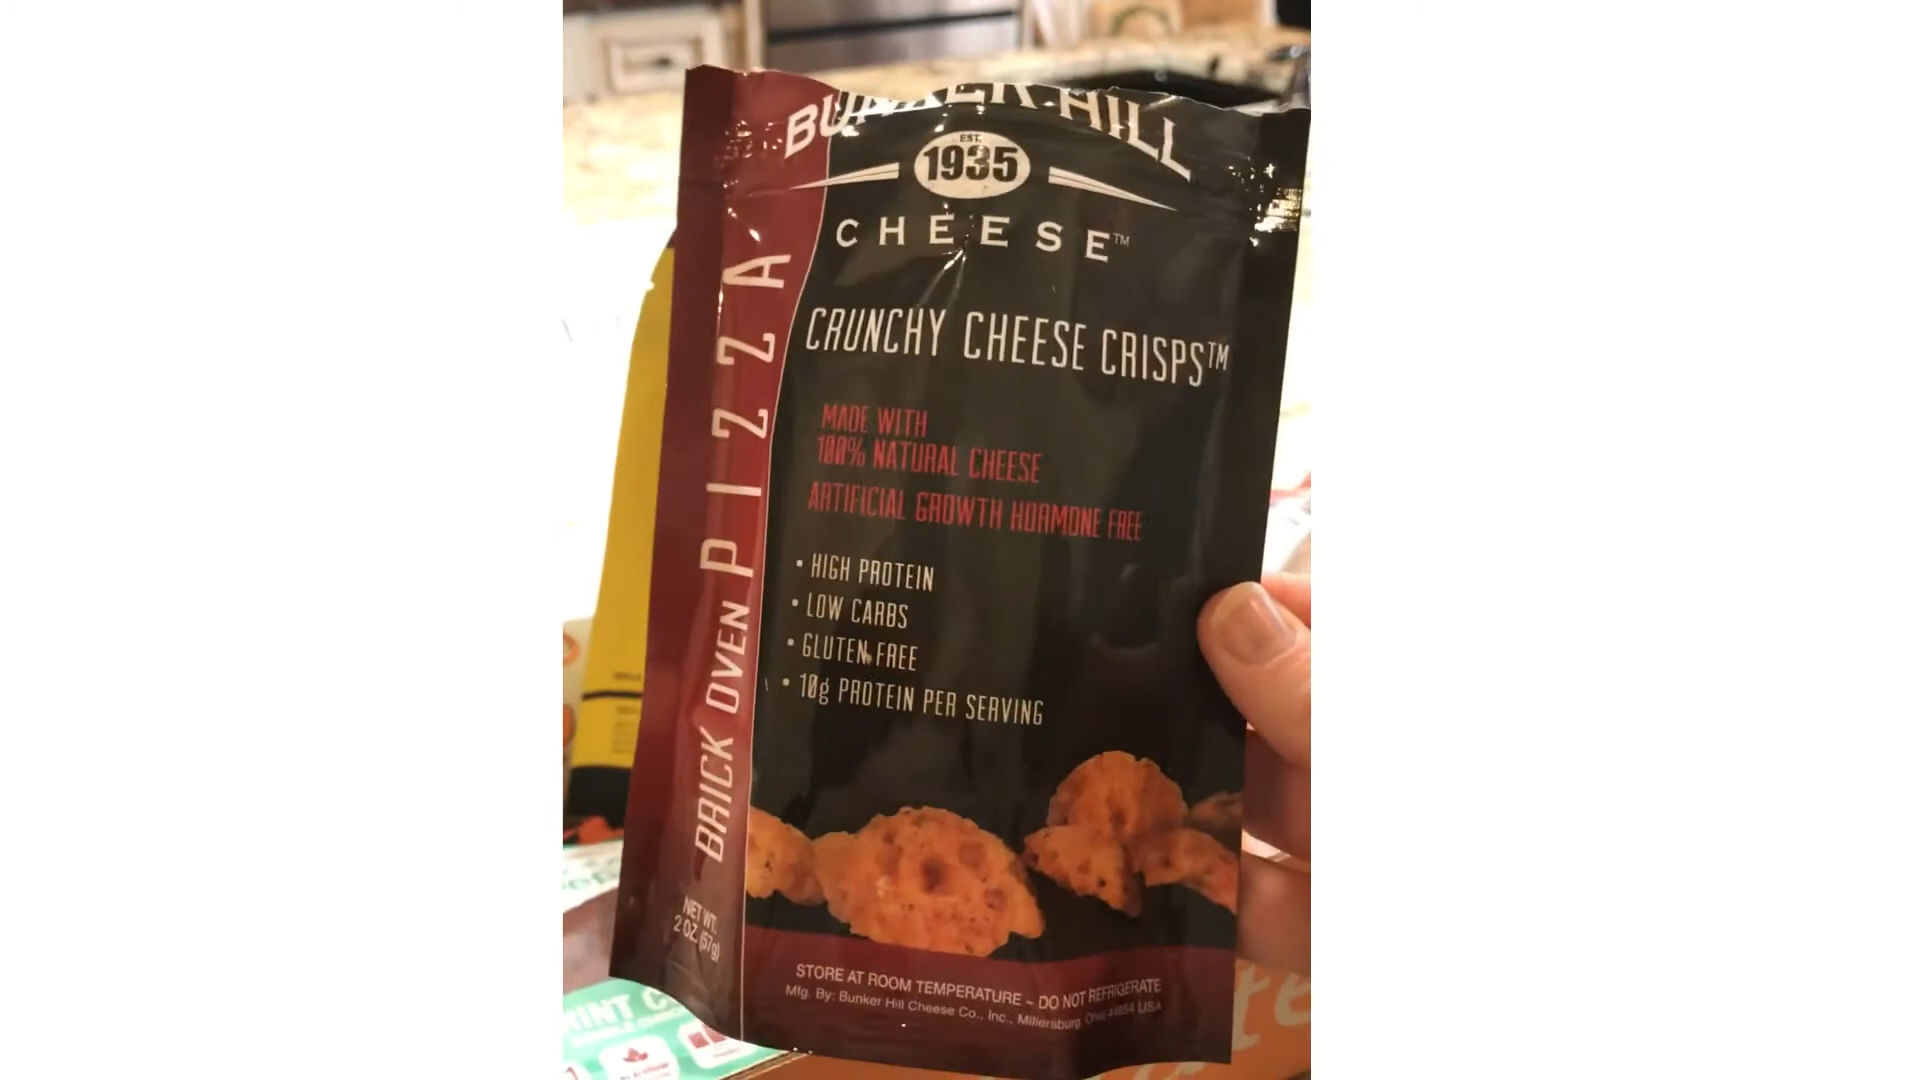 BUNKER HILL
EST.
1935
CHEESE™
CRUNCHY CHEESE CRISPS™
MADE WITH
100% NATURAL CHEESE
ARTIFICIAL GROWTH HORMONE FREE
• HIGH PROTEIN
• LOW CARBS
• GLUTEN FREE
• 10g PROTEIN PER SERVING
BRICK OVEN PIZZA
NET WT.
2 OZ. (57g)
STORE AT ROOM TEMPERATURE ~ DO NOT REFRIGERATE
Mfg. By: Bunker Hill Cheese Co., Inc., Millersburg, Ohio 44654 USA